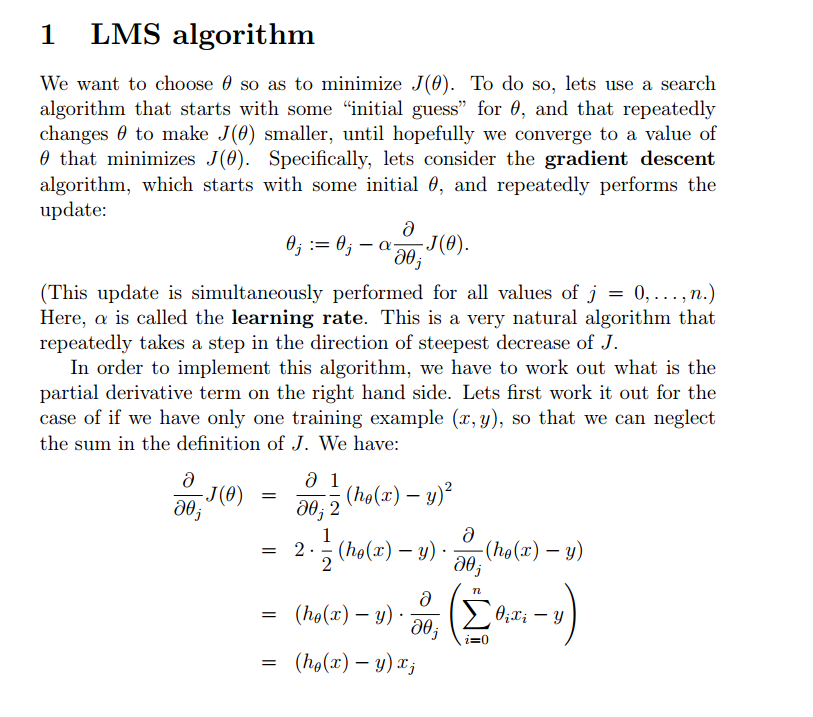 1 LMS algorithm
We want to choose θ so as to minimize J(θ). To do so, lets use a search
algorithm that starts with some “initial guess” for θ, and that repeatedly
changes θ to make J(θ) smaller, until hopefully we converge to a value of
θ that minimizes J(θ). Specifically, lets consider the gradient descent
algorithm, which starts with some initial θ, and repeatedly performs the
update:
θ_j := θ_j − α ∂/∂θ_j J(θ).
(This update is simultaneously performed for all values of j = 0, . . . , n.)
Here, α is called the learning rate. This is a very natural algorithm that
repeatedly takes a step in the direction of steepest decrease of J.
In order to implement this algorithm, we have to work out what is the
partial derivative term on the right hand side. Lets first work it out for the
case of if we have only one training example (x, y), so that we can neglect
the sum in the definition of J. We have:
∂/∂θ_j J(θ) = ∂/∂θ_j 1/2 (h_θ(x) − y)²
= 2 · 1/2 (h_θ(x) − y) · ∂/∂θ_j (h_θ(x) − y)
= (h_θ(x) − y) · ∂/∂θ_j (∑_{i=0}^{n} θ_i x_i − y)
= (h_θ(x) − y) x_j